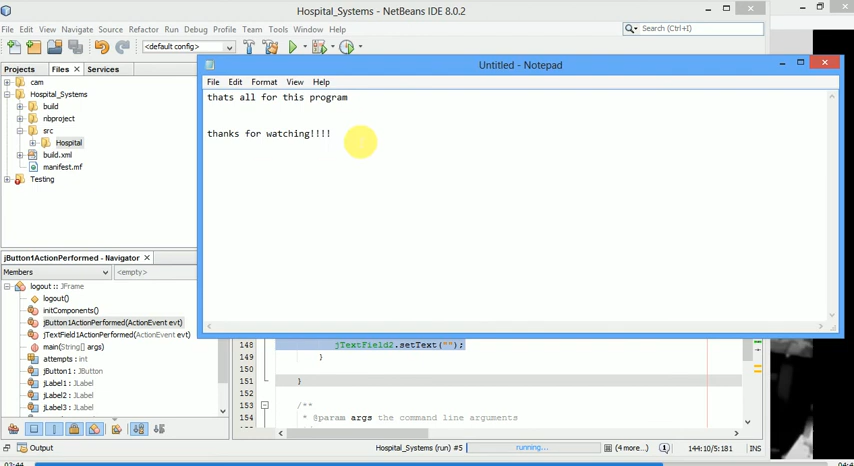 Hospital_Systems - NetBeans IDE 8.0.2
File Edit View Navigate Source Refactor Run Debug Profile Team Tools Window Help
Search (Ctrl+I)
<default config>
Projects Files Services
cam
Hospital_Systems
build
nbproject
src
Hospital
build.xml
manifest.mf
Testing
Untitled - Notepad
File Edit Format View Help
thats all for this program
thanks for watching!!!!
jButton1ActionPerformed - Navigator
Members <empty>
logout :: JFrame
logout()
initComponents()
jButton1ActionPerformed(ActionEvent evt)
jTextField1ActionPerformed(ActionEvent evt)
main(String[] args)
attempts : int
jButton1 : JButton
jLabel1 : JLabel
jLabel2 : JLabel
jLabel3 : JLabel
148 jTextField2.setText("");
149 }
150
151 }
152
153 /**
154 * @param args the command line arguments
Output
Hospital_Systems (run) #5 running... (4 more...) 144:10/5:181 INS
03:44